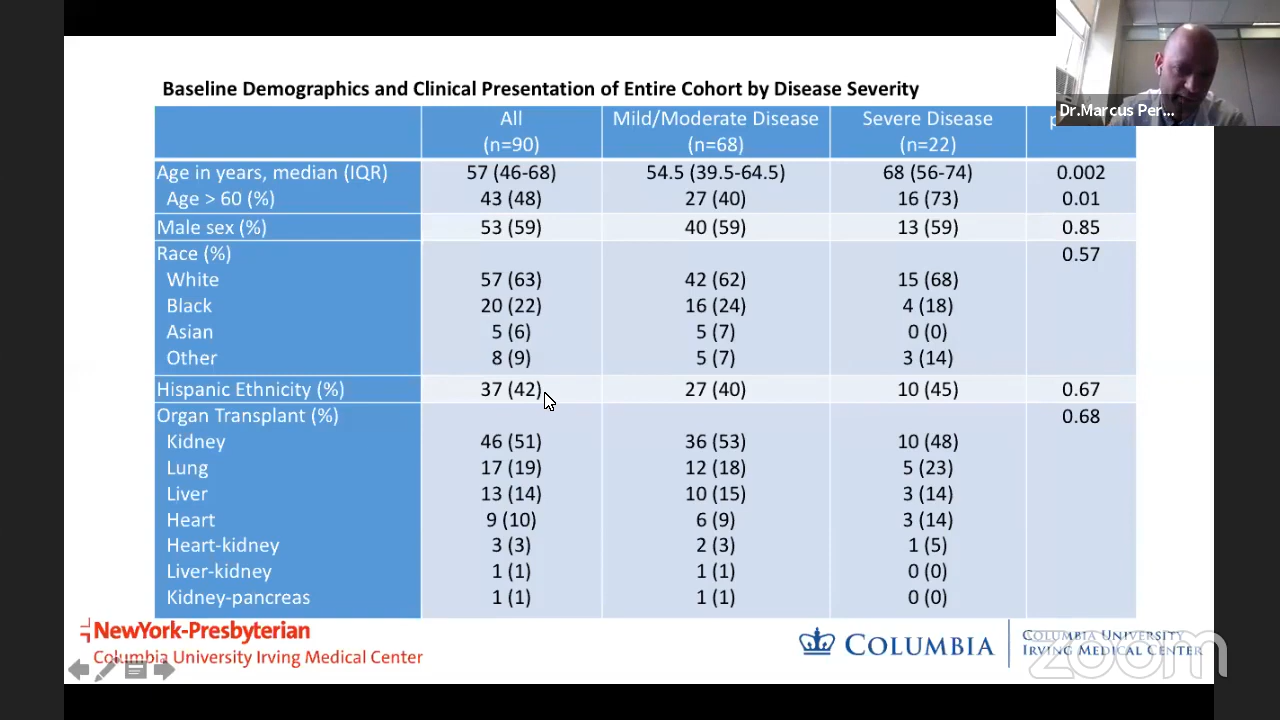 Dr.Marcus Per...
Baseline Demographics and Clinical Presentation of Entire Cohort by Disease Severity
All Mild/Moderate Disease Severe Disease p
(n=90) (n=68) (n=22)
Age in years, median (IQR) 57 (46-68) 54.5 (39.5-64.5) 68 (56-74) 0.002
Age > 60 (%) 43 (48) 27 (40) 16 (73) 0.01
Male sex (%) 53 (59) 40 (59) 13 (59) 0.85
Race (%) 0.57
White 57 (63) 42 (62) 15 (68)
Black 20 (22) 16 (24) 4 (18)
Asian 5 (6) 5 (7) 0 (0)
Other 8 (9) 5 (7) 3 (14)
Hispanic Ethnicity (%) 37 (42) 27 (40) 10 (45) 0.67
Organ Transplant (%) 0.68
Kidney 46 (51) 36 (53) 10 (48)
Lung 17 (19) 12 (18) 5 (23)
Liver 13 (14) 10 (15) 3 (14)
Heart 9 (10) 6 (9) 3 (14)
Heart-kidney 3 (3) 2 (3) 1 (5)
Liver-kidney 1 (1) 1 (1) 0 (0)
Kidney-pancreas 1 (1) 1 (1) 0 (0)
NewYork-Presbyterian
Columbia University Irving Medical Center
COLUMBIA
COLUMBIA UNIVERSITY
IRVING MEDICAL CENTER
zoom